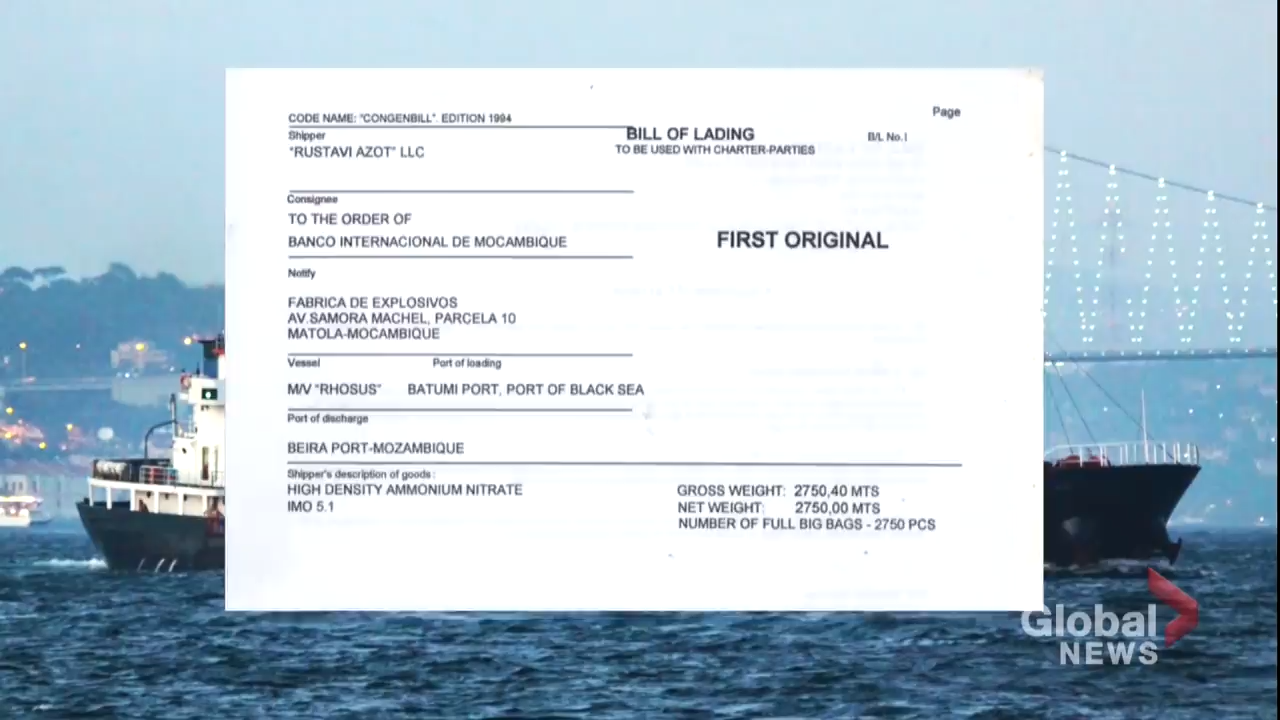 CODE NAME: "CONGENBILL". EDITION 1994
Page
Shipper
BILL OF LADING
B/L No.1
"RUSTAVI AZOT" LLC
TO BE USED WITH CHARTER-PARTIES
Consignee
TO THE ORDER OF
BANCO INTERNACIONAL DE MOCAMBIQUE
FIRST ORIGINAL
Notify
FABRICA DE EXPLOSIVOS
AV.SAMORA MACHEL, PARCELA 10
MATOLA-MOCAMBIQUE
Vessel Port of loading
M/V "RHOSUS" BATUMI PORT, PORT OF BLACK SEA
Port of discharge
BEIRA PORT-MOZAMBIQUE
Shipper's description of goods:
HIGH DENSITY AMMONIUM NITRATE
IMO 5.1
GROSS WEIGHT: 2750,40 MTS
NET WEIGHT: 2750,00 MTS
NUMBER OF FULL BIG BAGS - 2750 PCS
Global
NEWS